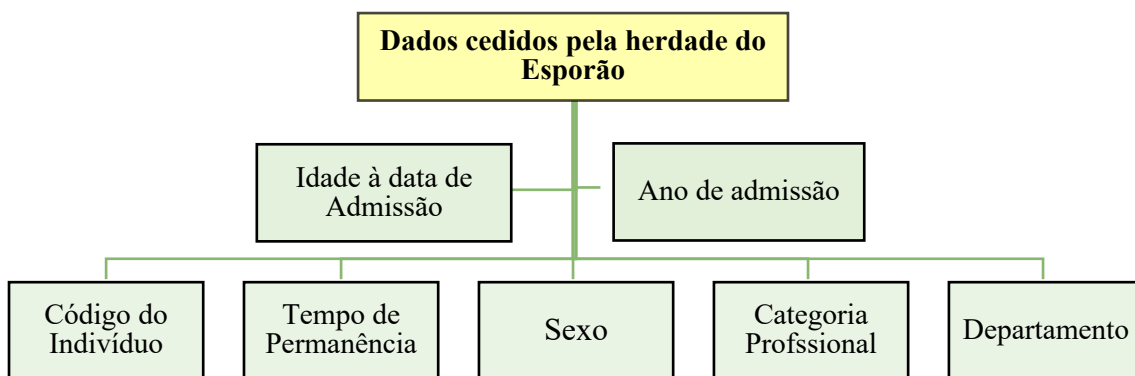 Dados cedidos pela herdade do
Esporão
Idade à data de
Admissão
Ano de admissão
Código do
Indivíduo
Tempo de
Permanência
Sexo
Categoria
Profssional
Departamento